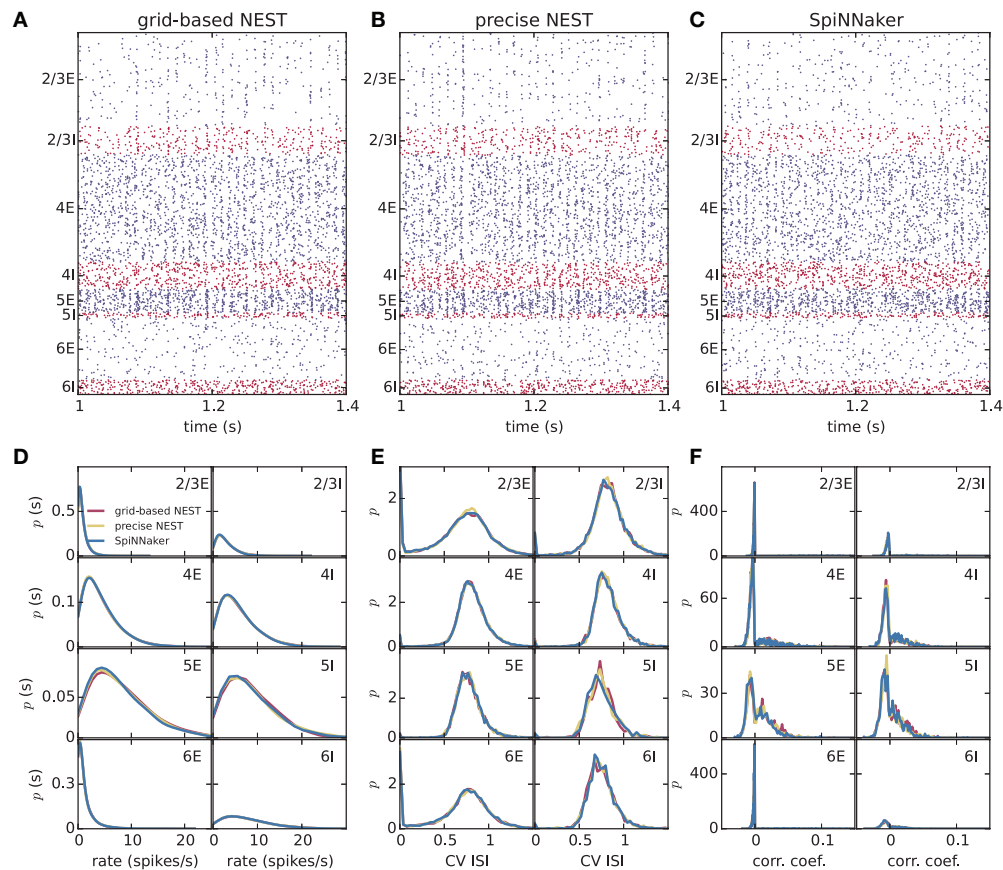 A grid-based NEST
2/3E
2/3I
4E
4I
5E
5I
6E
6I
1 1.2 1.4
time (s)
B precise NEST
2/3E
2/3I
4E
4I
5E
5I
6E
6I
1 1.2 1.4
time (s)
C SpiNNaker
2/3E
2/3I
4E
4I
5E
5I
6E
6I
1 1.2 1.4
time (s)
D
2/3E 2/3I
p (s)
0.5
0
grid-based NEST
precise NEST
SpiNNaker
4E 4I
p (s)
0.1
0
5E 5I
p (s)
0.05
0
6E 6I
p (s)
0.3
0
0 10 20 0 10 20
rate (spikes/s) rate (spikes/s)
E
2/3E 2/3I
p
2
0
4E 4I
p
2
0
5E 5I
p
2
0
6E 6I
p
2
0
0 0.5 1 0 0.5 1
CV ISI CV ISI
F
2/3E 2/3I
p
400
0
4E 4I
p
60
0
5E 5I
p
30
0
6E 6I
p
400
0
0 0.1 0 0.1
corr. coef. corr. coef.